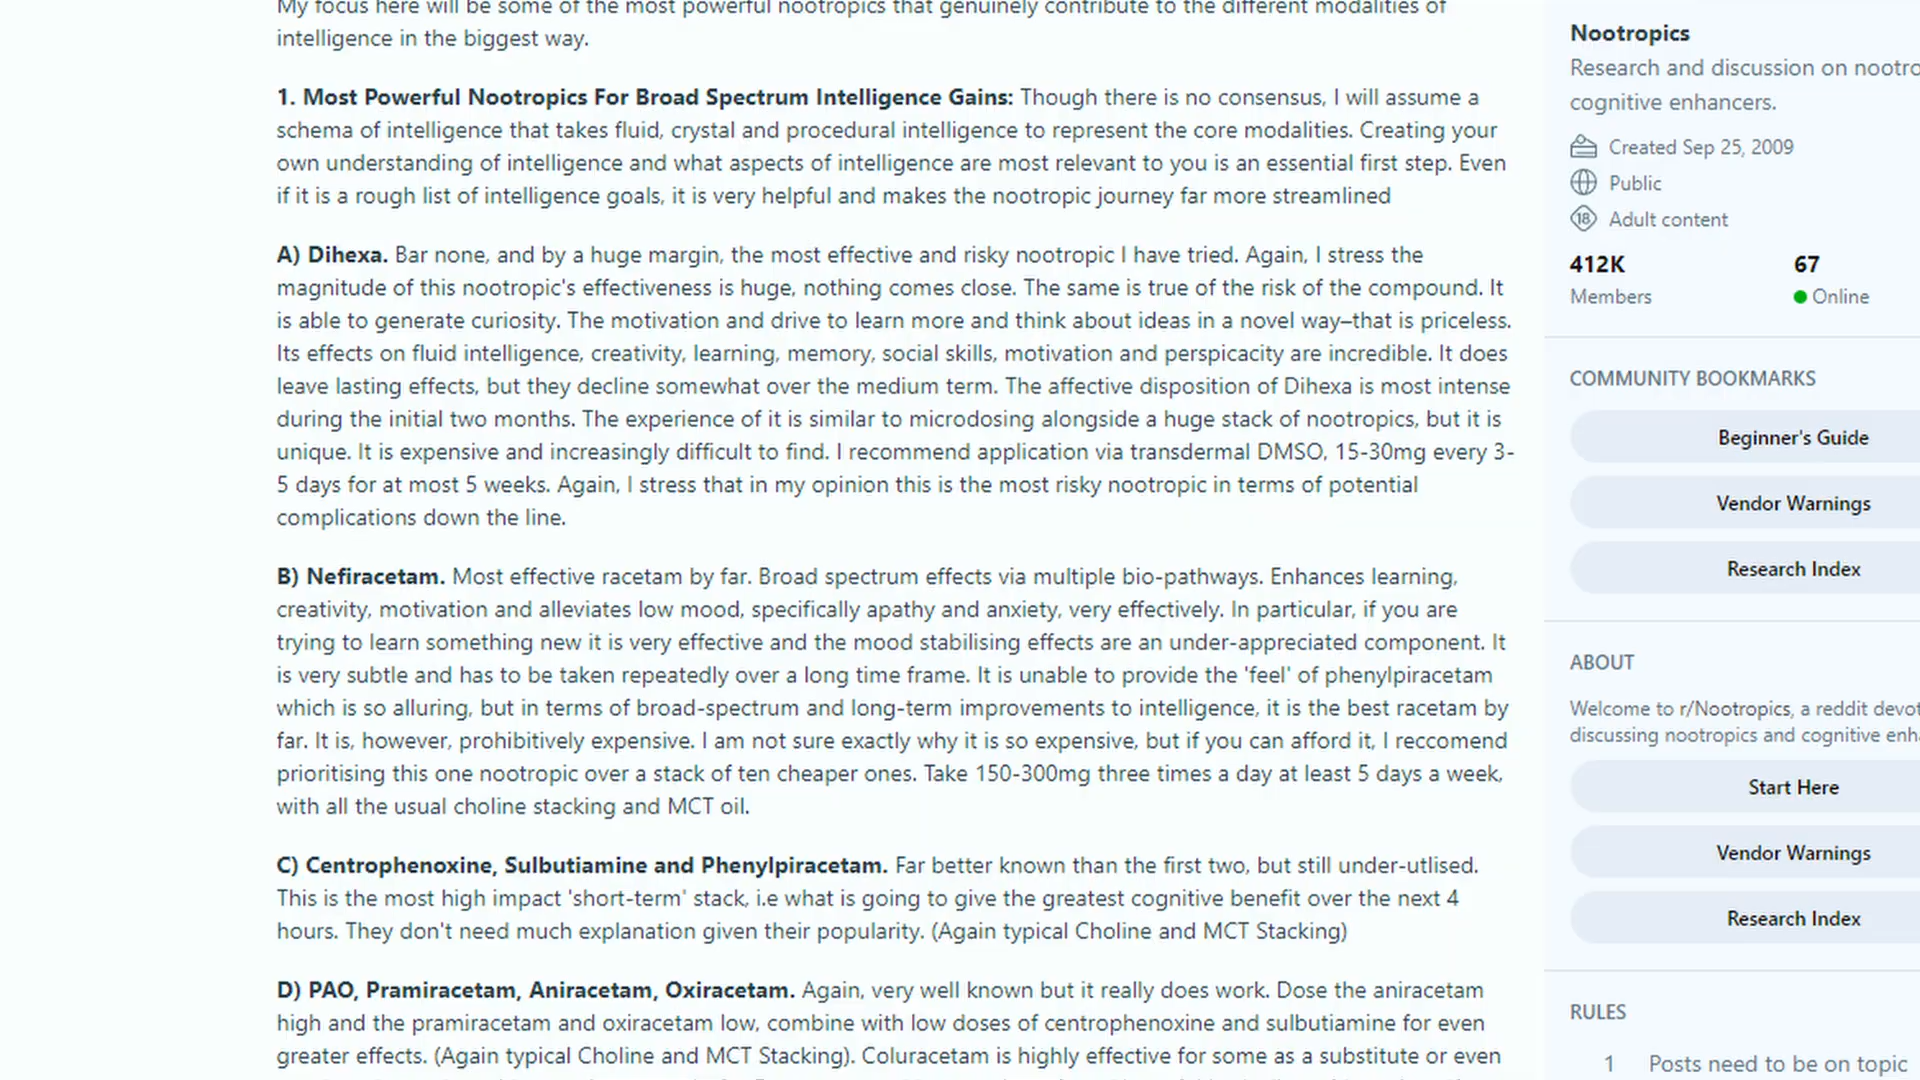 My focus here will be some of the most powerful nootropics that genuinely contribute to the different modalities of
intelligence in the biggest way.
1. Most Powerful Nootropics For Broad Spectrum Intelligence Gains: Though there is no consensus, I will assume a
schema of intelligence that takes fluid, crystal and procedural intelligence to represent the core modalities. Creating your
own understanding of intelligence and what aspects of intelligence are most relevant to you is an essential first step. Even
if it is a rough list of intelligence goals, it is very helpful and makes the nootropic journey far more streamlined
A) Dihexa. Bar none, and by a huge margin, the most effective and risky nootropic I have tried. Again, I stress the
magnitude of this nootropic's effectiveness is huge, nothing comes close. The same is true of the risk of the compound. It
is able to generate curiosity. The motivation and drive to learn more and think about ideas in a novel way–that is priceless.
Its effects on fluid intelligence, creativity, learning, memory, social skills, motivation and perspicacity are incredible. It does
leave lasting effects, but they decline somewhat over the medium term. The affective disposition of Dihexa is most intense
during the initial two months. The experience of it is similar to microdosing alongside a huge stack of nootropics, but it is
unique. It is expensive and increasingly difficult to find. I recommend application via transdermal DMSO, 15-30mg every 3-
5 days for at most 5 weeks. Again, I stress that in my opinion this is the most risky nootropic in terms of potential
complications down the line.
B) Nefiracetam. Most effective racetam by far. Broad spectrum effects via multiple bio-pathways. Enhances learning,
creativity, motivation and alleviates low mood, specifically apathy and anxiety, very effectively. In particular, if you are
trying to learn something new it is very effective and the mood stabilising effects are an under-appreciated component. It
is very subtle and has to be taken repeatedly over a long time frame. It is unable to provide the 'feel' of phenylpiracetam
which is so alluring, but in terms of broad-spectrum and long-term improvements to intelligence, it is the best racetam by
far. It is, however, prohibitively expensive. I am not sure exactly why it is so expensive, but if you can afford it, I reccomend
prioritising this one nootropic over a stack of ten cheaper ones. Take 150-300mg three times a day at least 5 days a week,
with all the usual choline stacking and MCT oil.
C) Centrophenoxine, Sulbutiamine and Phenylpiracetam. Far better known than the first two, but still under-utlised.
This is the most high impact 'short-term' stack, i.e what is going to give the greatest cognitive benefit over the next 4
hours. They don't need much explanation given their popularity. (Again typical Choline and MCT Stacking)
D) PAO, Pramiracetam, Aniracetam, Oxiracetam. Again, very well known but it really does work. Dose the aniracetam
high and the pramiracetam and oxiracetam low, combine with low doses of centrophenoxine and sulbutiamine for even
greater effects. (Again typical Choline and MCT Stacking). Coluracetam is highly effective for some as a substitute or even
Nootropics
Research and discussion on nootro
cognitive enhancers.
Created Sep 25, 2009
Public
18 Adult content
412K 67
Members Online
COMMUNITY BOOKMARKS
Beginner's Guide
Vendor Warnings
Research Index
ABOUT
Welcome to r/Nootropics, a reddit devot
discussing nootropics and cognitive enh
Start Here
Vendor Warnings
Research Index
RULES
1 Posts need to be on topic